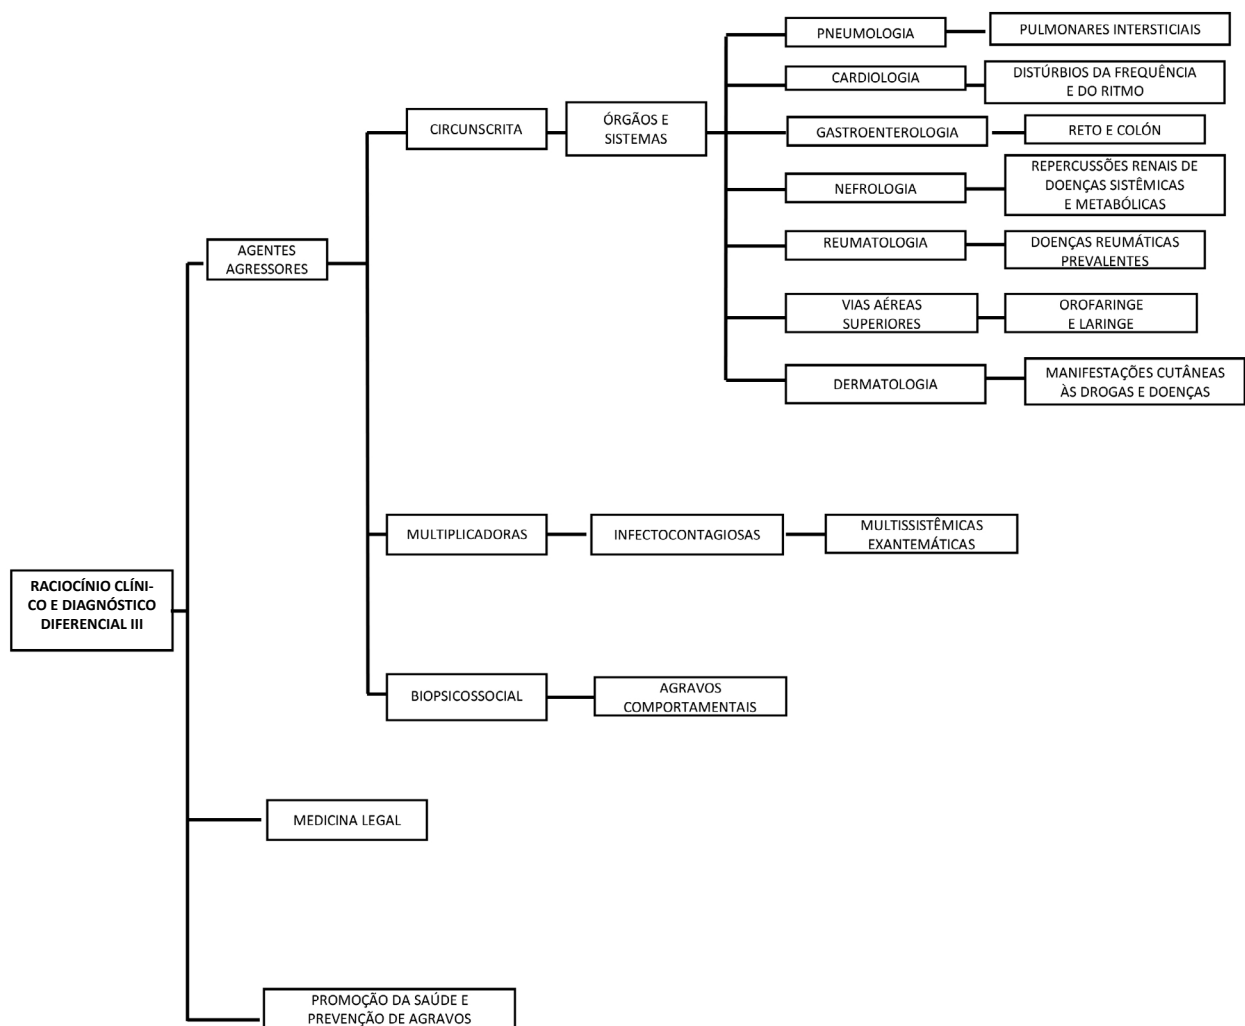 PNEUMOLOGIA
PULMONARES INTERSTICIAIS
CARDIOLOGIA
DISTÚRBIOS DA FREQUÊNCIA
E DO RITMO
CIRCUNSCRITA
ÓRGÃOS E
SISTEMAS
GASTROENTEROLOGIA
RETO E COLÓN
NEFROLOGIA
REPERCUSSÕES RENAIS DE
DOENÇAS SISTÊMICAS
E METABÓLICAS
AGENTES
AGRESSORES
REUMATOLOGIA
DOENÇAS REUMÁTICAS
PREVALENTES
VIAS AÉREAS
SUPERIORES
OROFARINGE
E LARINGE
DERMATOLOGIA
MANIFESTAÇÕES CUTÂNEAS
ÀS DROGAS E DOENÇAS
MULTIPLICADORAS
INFECTOCONTAGIOSAS
MULTISSISTÊMICAS
EXANTEMÁTICAS
RACIOCÍNIO CLÍNI-
CO E DIAGNÓSTICO
DIFERENCIAL III
BIOPSICOSSOCIAL
AGRAVOS
COMPORTAMENTAIS
MEDICINA LEGAL
PROMOÇÃO DA SAÚDE E
PREVENÇÃO DE AGRAVOS